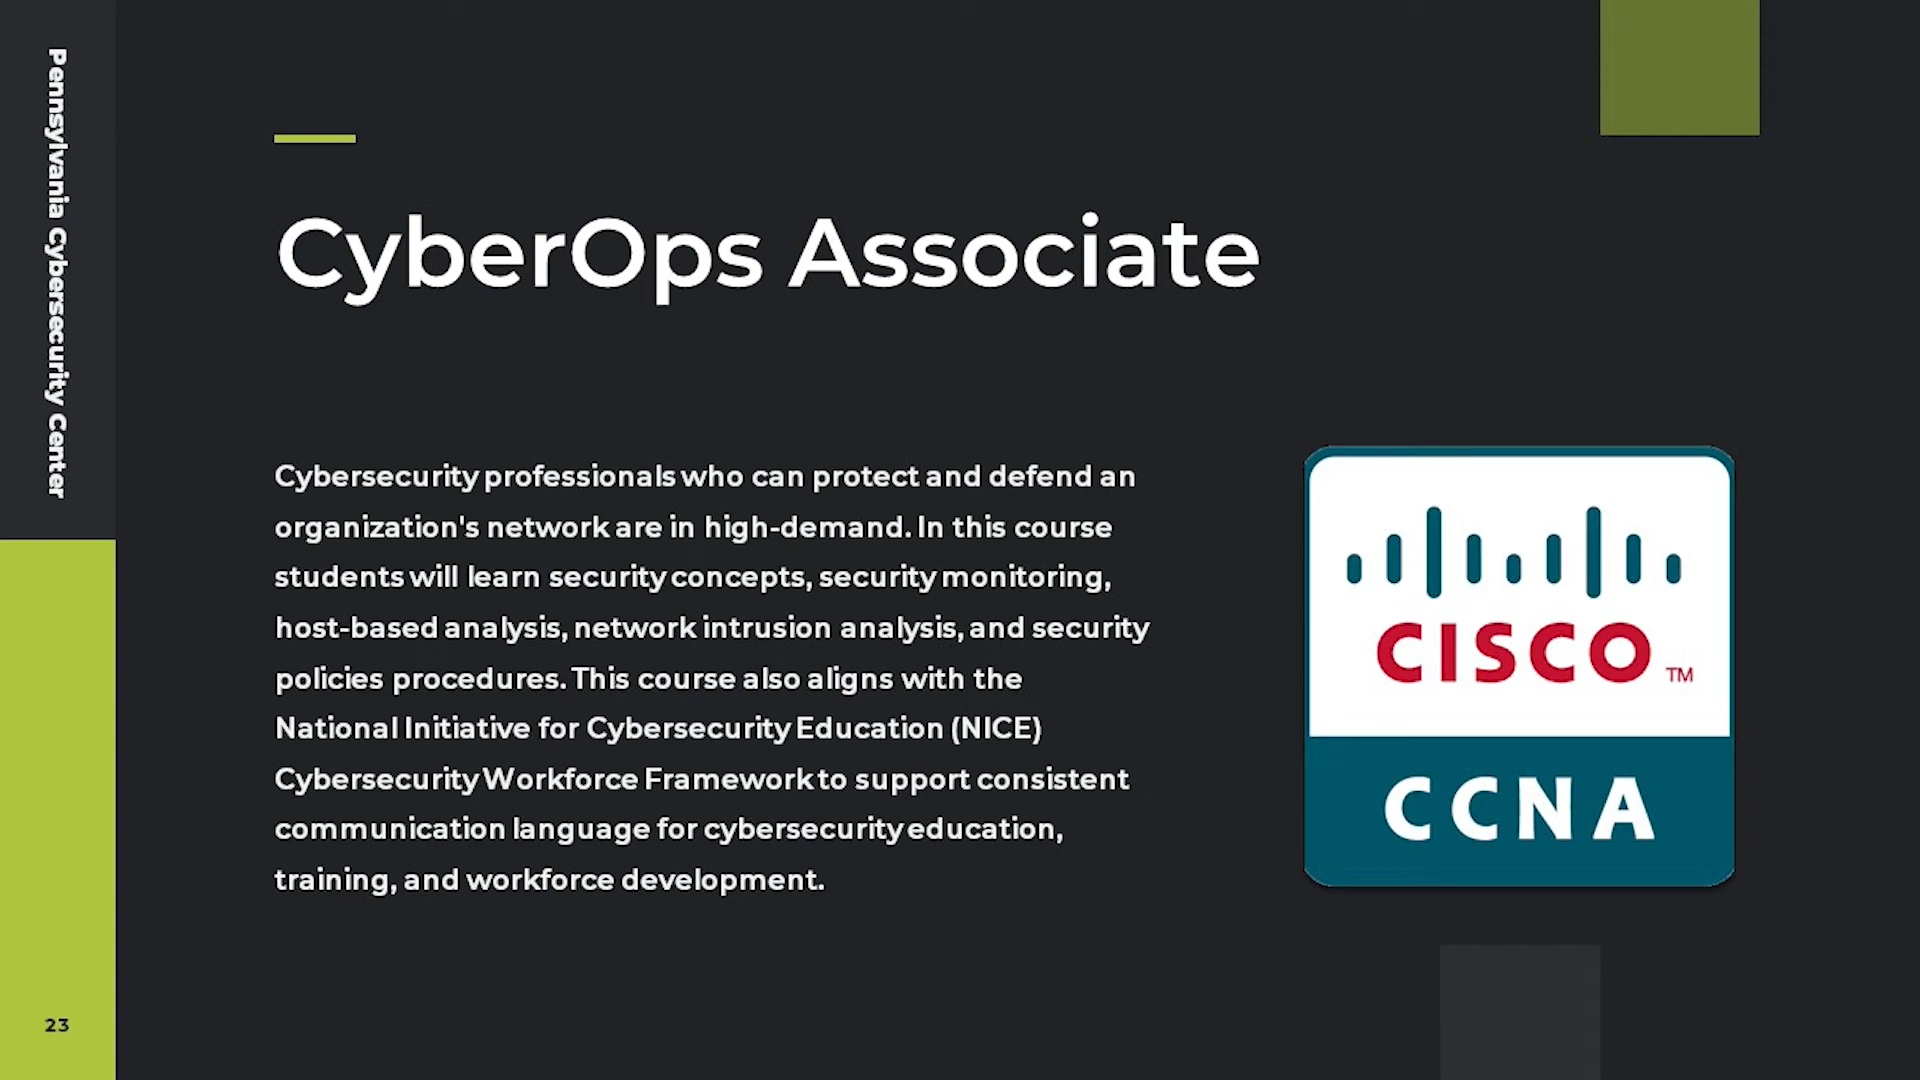 Pennsylvania Cybersecurity Center
CyberOps Associate
Cybersecurity professionals who can protect and defend an
organization's network are in high-demand. In this course
students will learn security concepts, security monitoring,
host-based analysis, network intrusion analysis, and security
policies procedures. This course also aligns with the
National Initiative for Cybersecurity Education (NICE)
Cybersecurity Workforce Framework to support consistent
communication language for cybersecurity education,
training, and workforce development.
CISCO TM
CCNA
23